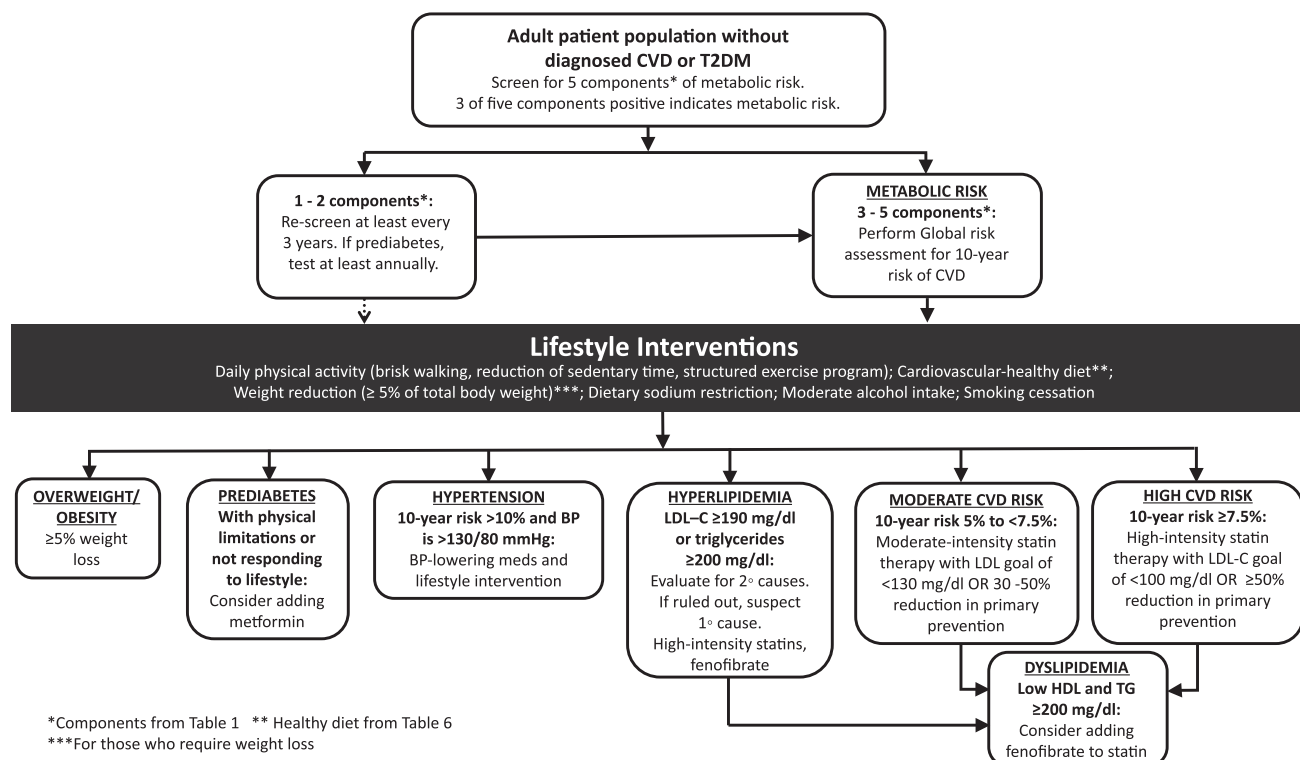 Adult patient population without
diagnosed CVD or T2DM
Screen for 5 components* of metabolic risk.
3 of five components positive indicates metabolic risk.
1 - 2 components*:
Re-screen at least every
3 years. If prediabetes,
test at least annually.
METABOLIC RISK
3 - 5 components*:
Perform Global risk
assessment for 10-year
risk of CVD
Lifestyle Interventions
Daily physical activity (brisk walking, reduction of sedentary time, structured exercise program); Cardiovascular-healthy diet**;
Weight reduction (≥ 5% of total body weight)***; Dietary sodium restriction; Moderate alcohol intake; Smoking cessation
OVERWEIGHT/
OBESITY
≥5% weight
loss
PREDIABETES
With physical
limitations or
not responding
to lifestyle:
Consider adding
metformin
HYPERTENSION
10-year risk >10% and BP
is >130/80 mmHg:
BP-lowering meds and
lifestyle intervention
HYPERLIPIDEMIA
LDL–C ≥190 mg/dl
or triglycerides
≥200 mg/dl:
Evaluate for 2◦ causes.
If ruled out, suspect
1◦ cause.
High-intensity statins,
fenofibrate
MODERATE CVD RISK
10-year risk 5% to <7.5%:
Moderate-intensity statin
therapy with LDL goal of
<130 mg/dl OR 30 -50%
reduction in primary
prevention
HIGH CVD RISK
10-year risk ≥7.5%:
High-intensity statin
therapy with LDL-C goal
of <100 mg/dl OR ≥50%
reduction in primary
prevention
DYSLIPIDEMIA
Low HDL and TG
≥200 mg/dl:
Consider adding
fenofibrate to statin
*Components from Table 1 ** Healthy diet from Table 6
***For those who require weight loss